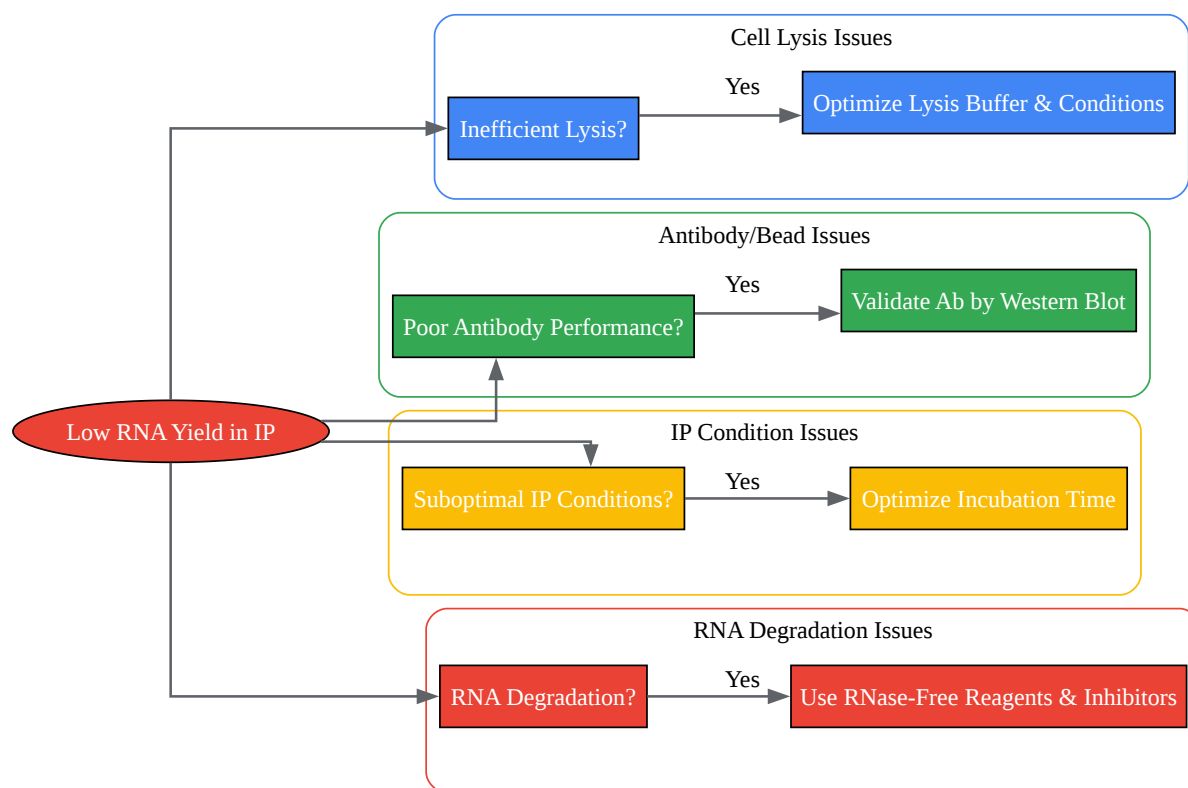 Cell Lysis Issues
Inefficient Lysis?
Yes
Optimize Lysis Buffer & Conditions
Antibody/Bead Issues
Poor Antibody Performance?
Yes
Validate Ab by Western Blot
Low RNA Yield in IP
IP Condition Issues
Suboptimal IP Conditions?
Yes
Optimize Incubation Time
RNA Degradation Issues
RNA Degradation?
Yes
Use RNase-Free Reagents & Inhibitors